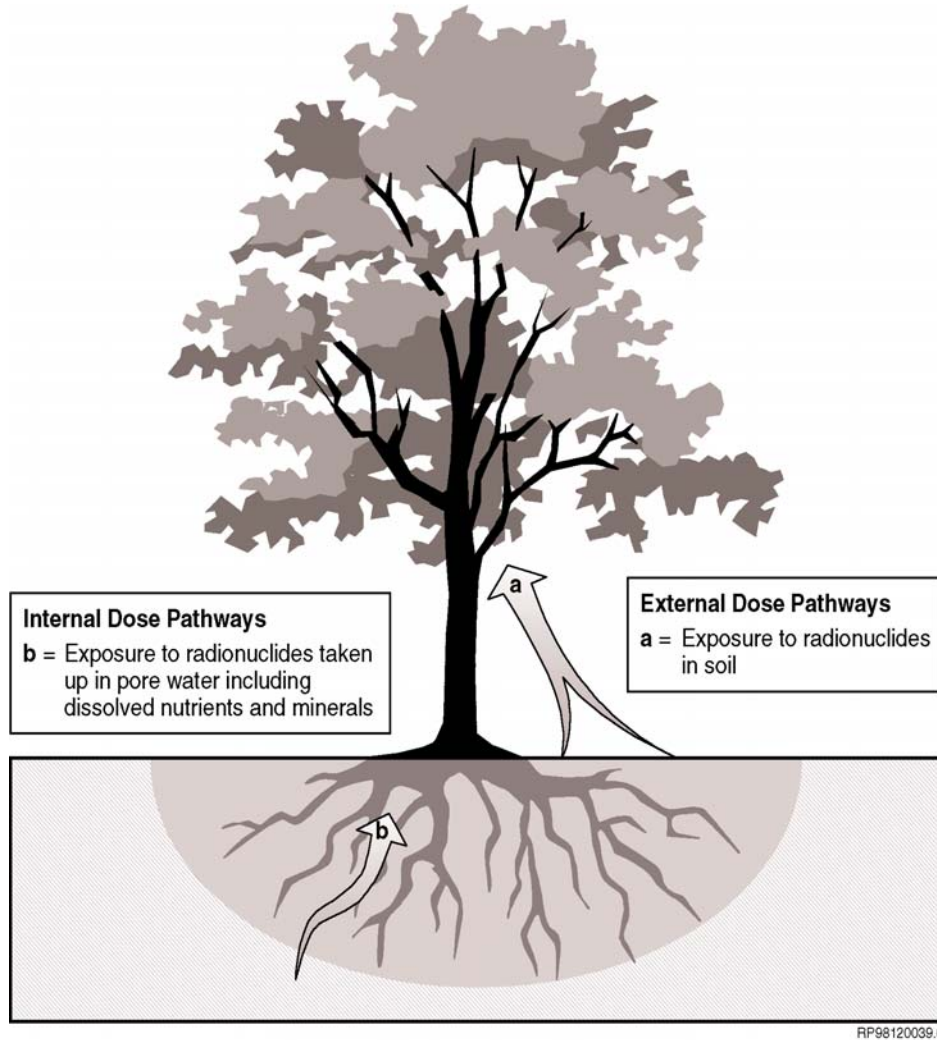 a
Internal Dose Pathways
b = Exposure to radionuclides taken
up in pore water including
dissolved nutrients and minerals
External Dose Pathways
a = Exposure to radionuclides
in soil
b
RP98120039.